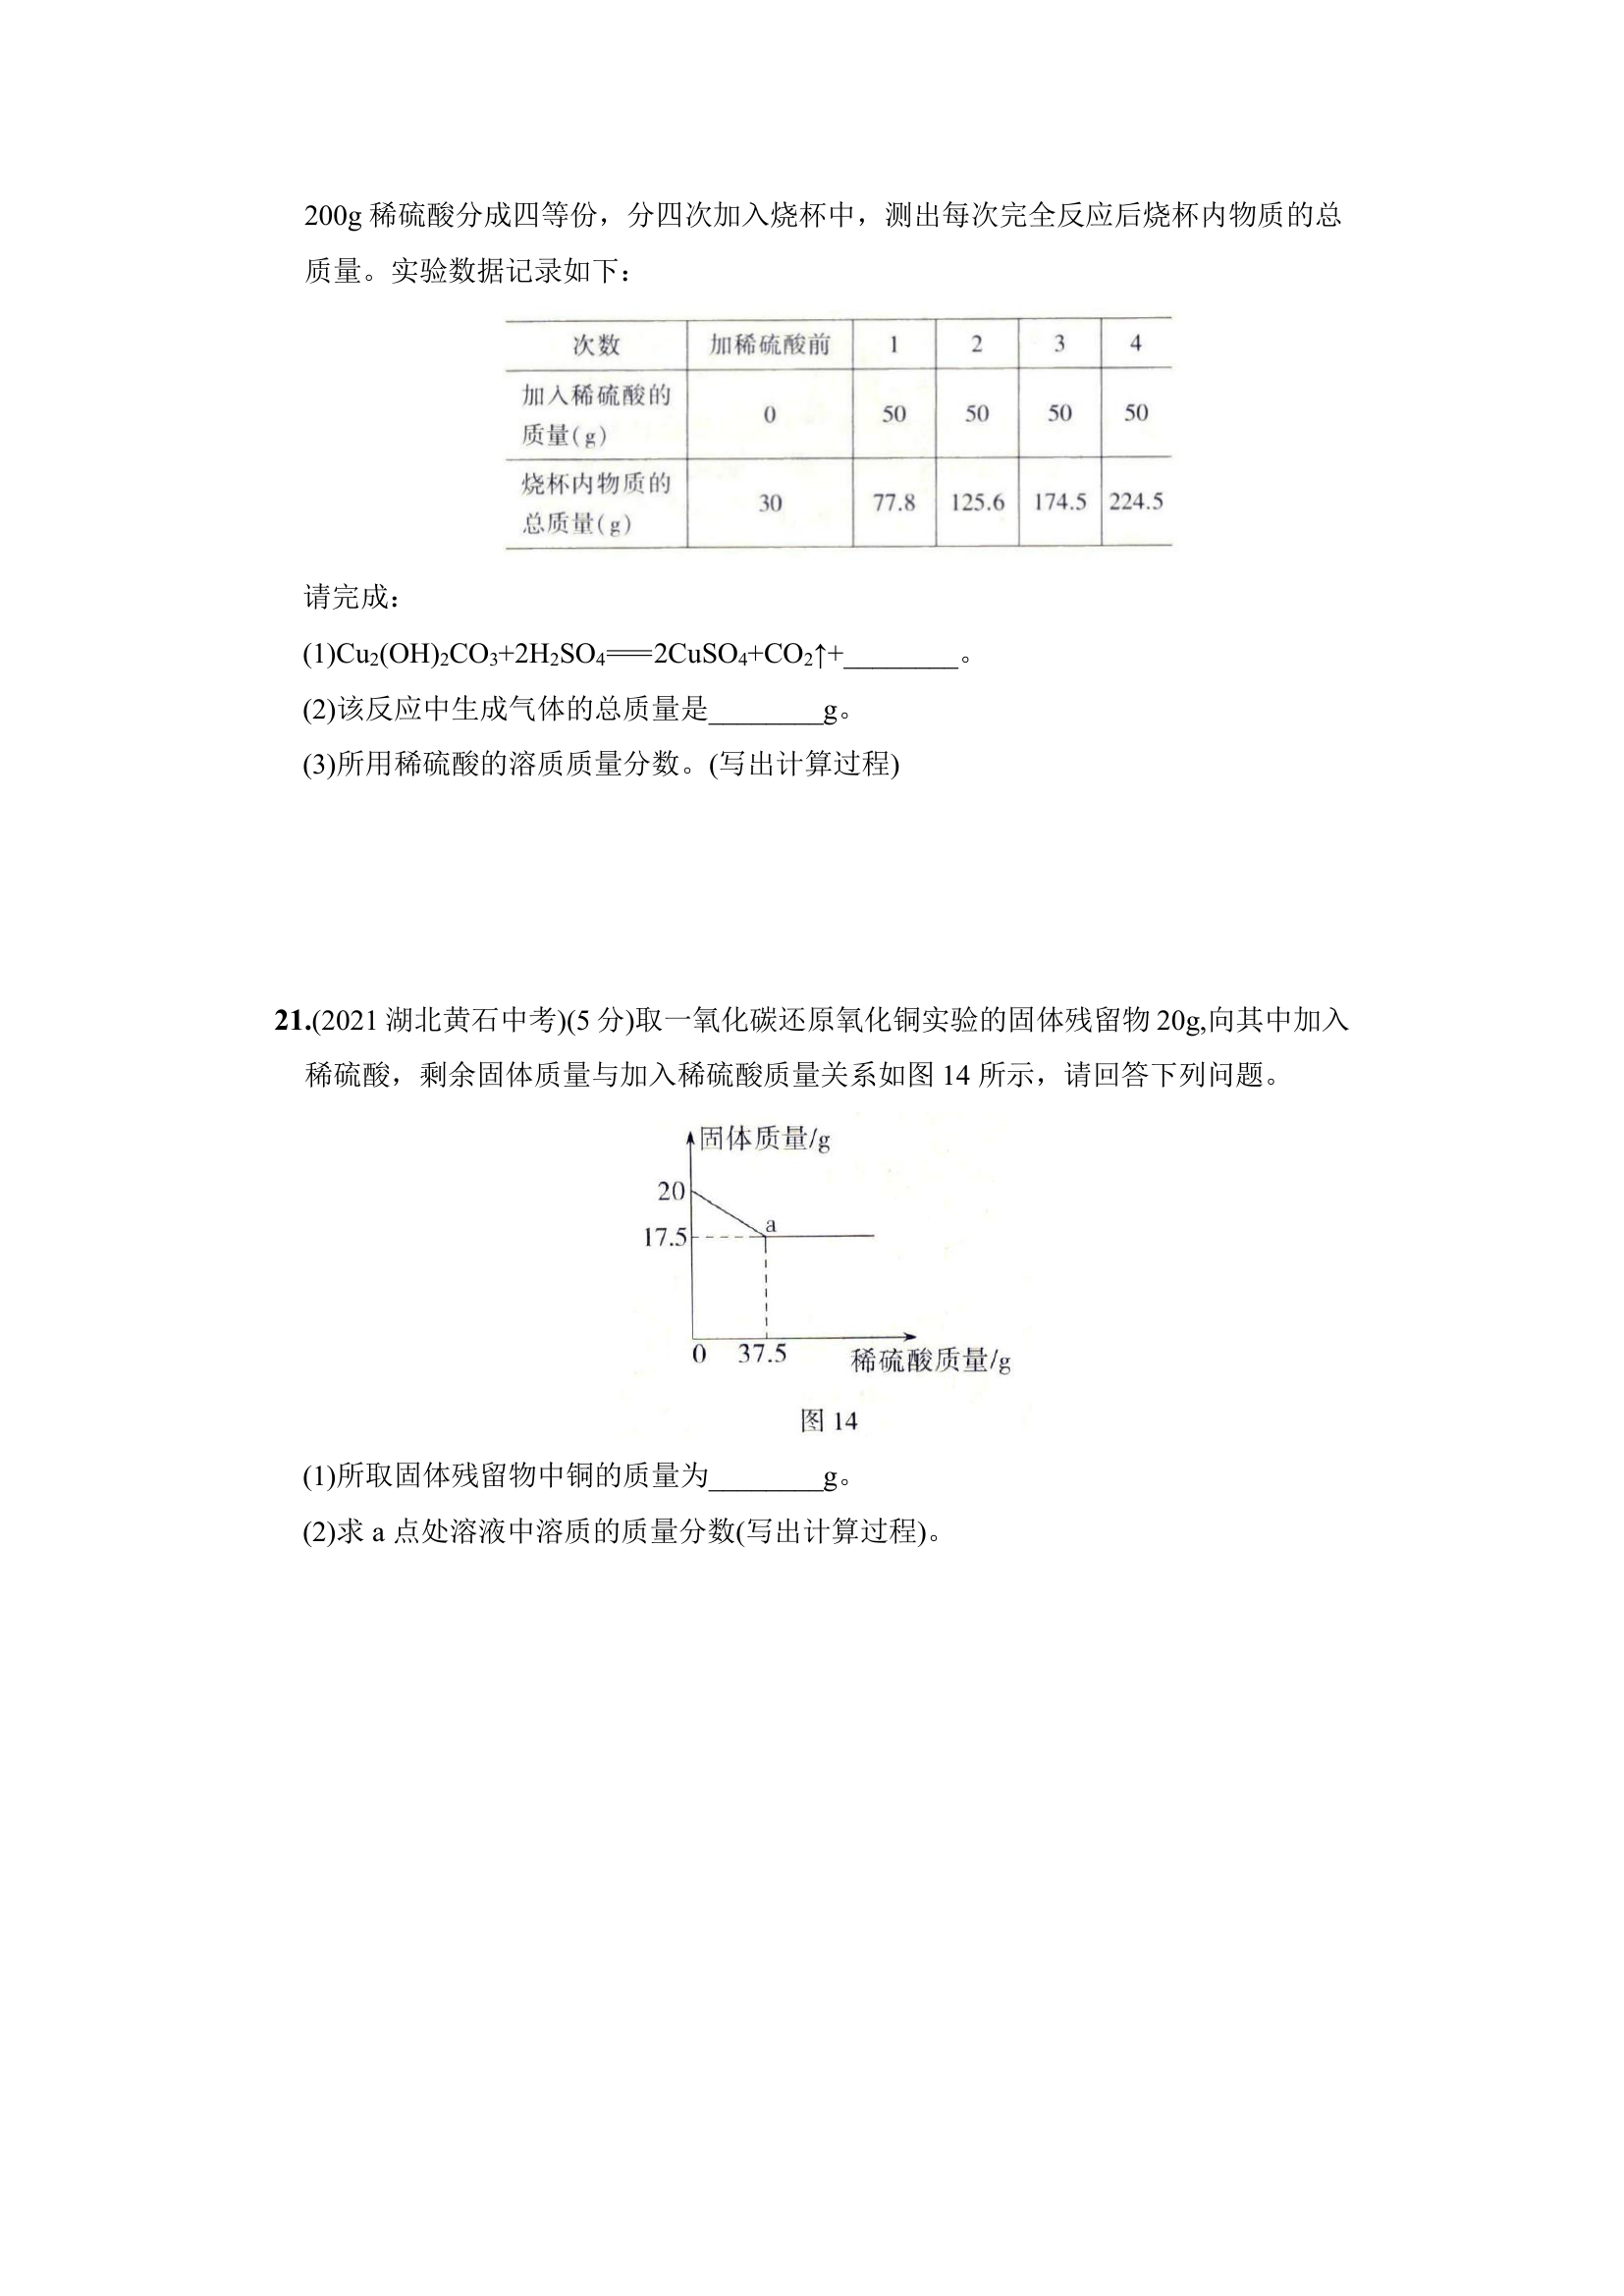 200g 稀硫酸分成四等份，分四次加入烧杯中，测出每次完全反应后烧杯内物质的总
质量。实验数据记录如下：
次数 加稀硫酸前 1 2 3 4
加入稀硫酸的
质量(g) 0 50 50 50 50
烧杯内物质的
总质量(g) 30 77.8 125.6 174.5 224.5
请完成：
(1)Cu₂(OH)₂CO₃+2H₂SO₄══2CuSO₄+CO₂↑+________。
(2)该反应中生成气体的总质量是________g。
(3)所用稀硫酸的溶质质量分数。(写出计算过程)
21.(2021 湖北黄石中考)(5 分)取一氧化碳还原氧化铜实验的固体残留物 20g,向其中加入
稀硫酸，剩余固体质量与加入稀硫酸质量关系如图 14 所示，请回答下列问题。
固体质量/g
20
a
17.5
0 37.5 稀硫酸质量/g
图 14
(1)所取固体残留物中铜的质量为________g。
(2)求 a 点处溶液中溶质的质量分数(写出计算过程)。